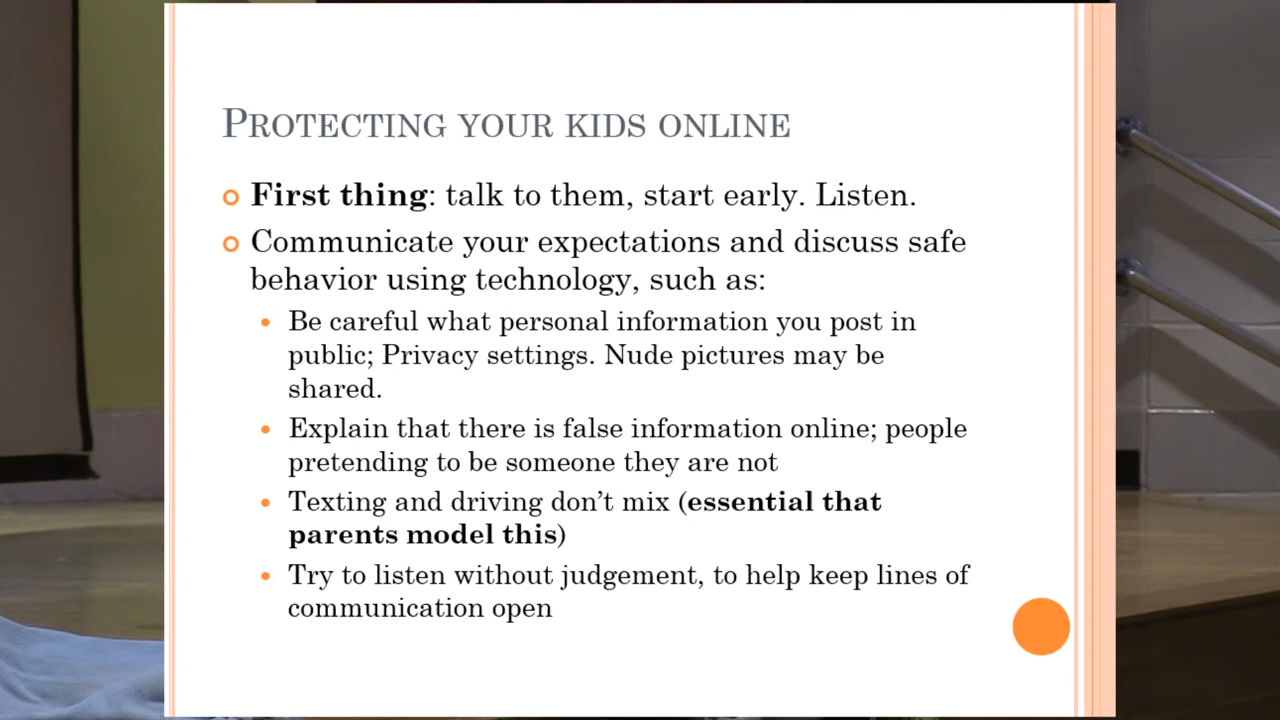 PROTECTING YOUR KIDS ONLINE
First thing: talk to them, start early. Listen.
Communicate your expectations and discuss safe
behavior using technology, such as:
Be careful what personal information you post in
public; Privacy settings. Nude pictures may be
shared.
Explain that there is false information online; people
pretending to be someone they are not
Texting and driving don’t mix (essential that
parents model this)
Try to listen without judgement, to help keep lines of
communication open